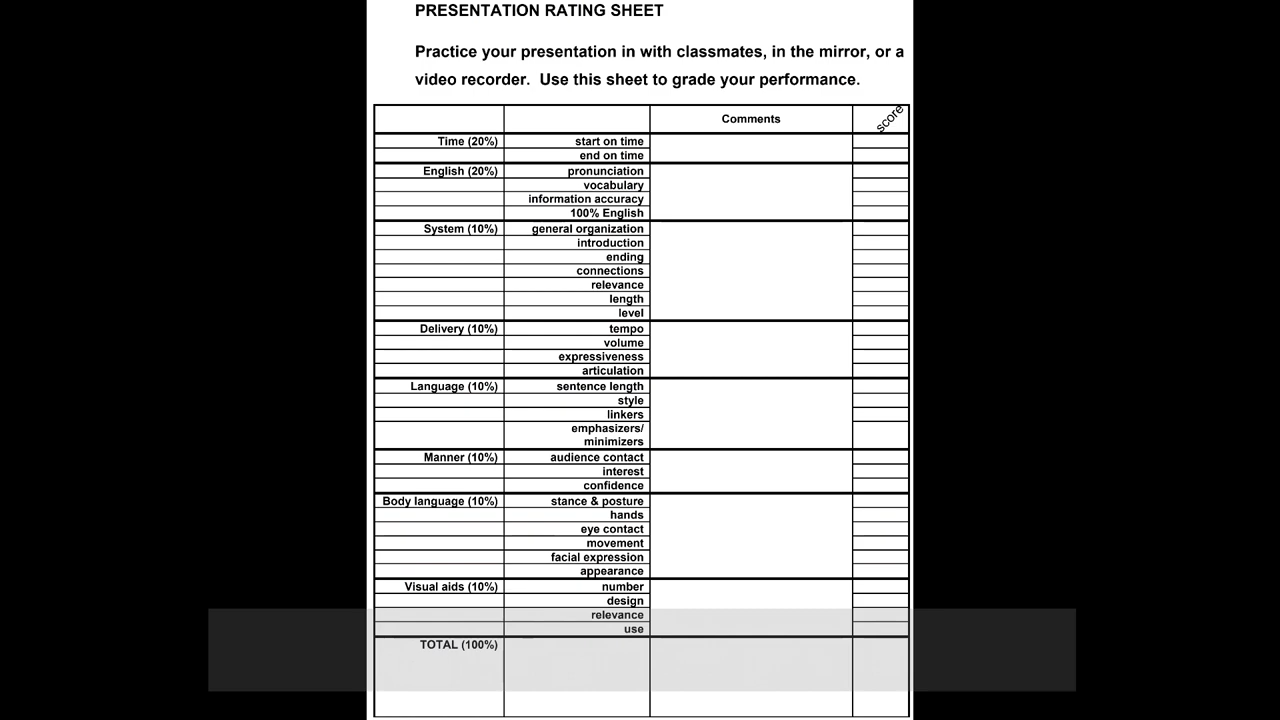 PRESENTATION RATING SHEET
Practice your presentation in with classmates, in the mirror, or a
video recorder. Use this sheet to grade your performance.
Comments score
Time (20%) start on time
end on time
English (20%) pronunciation
vocabulary
information accuracy
100% English
System (10%) general organization
introduction
ending
connections
relevance
length
level
Delivery (10%) tempo
volume
expressiveness
articulation
Language (10%) sentence length
style
linkers
emphasizers/
minimizers
Manner (10%) audience contact
interest
confidence
Body language (10%) stance & posture
hands
eye contact
movement
facial expression
appearance
Visual aids (10%) number
design
relevance
use
TOTAL (100%)